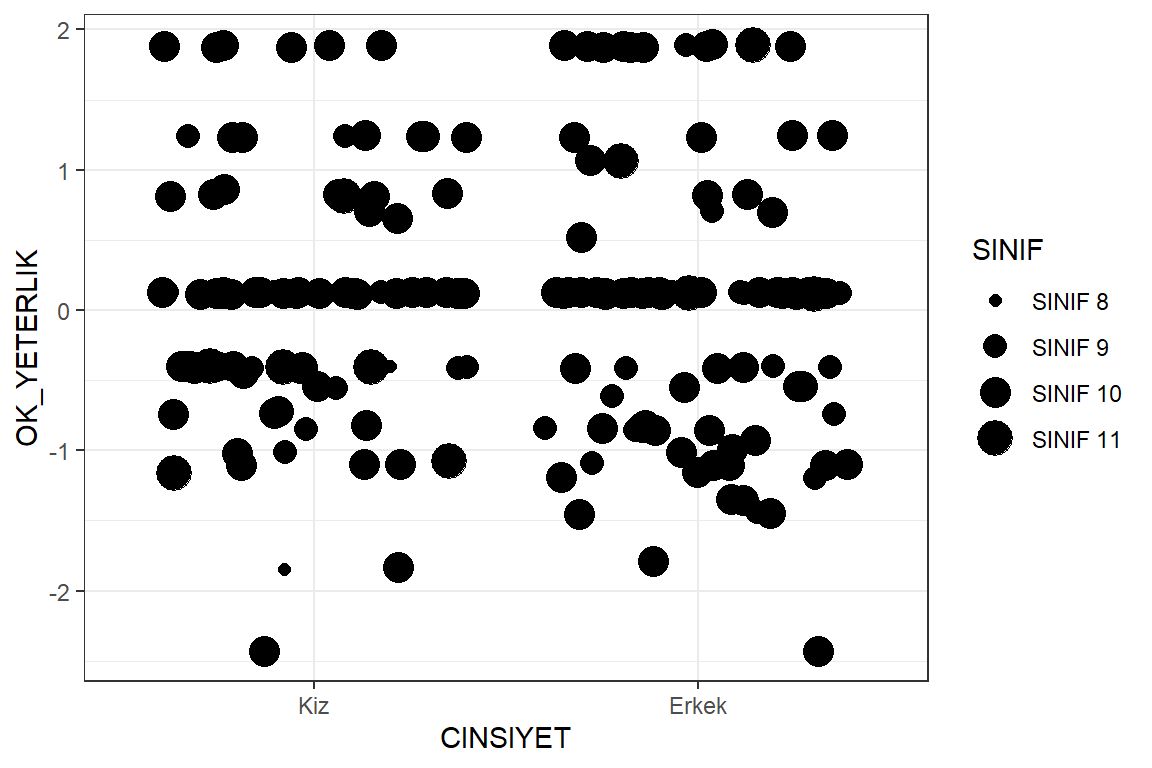 2
1
0
-1
-2
OK_YETERLIK
Kiz
Erkek
CINSIYET
SINIF
SINIF 8
SINIF 9
SINIF 10
SINIF 11